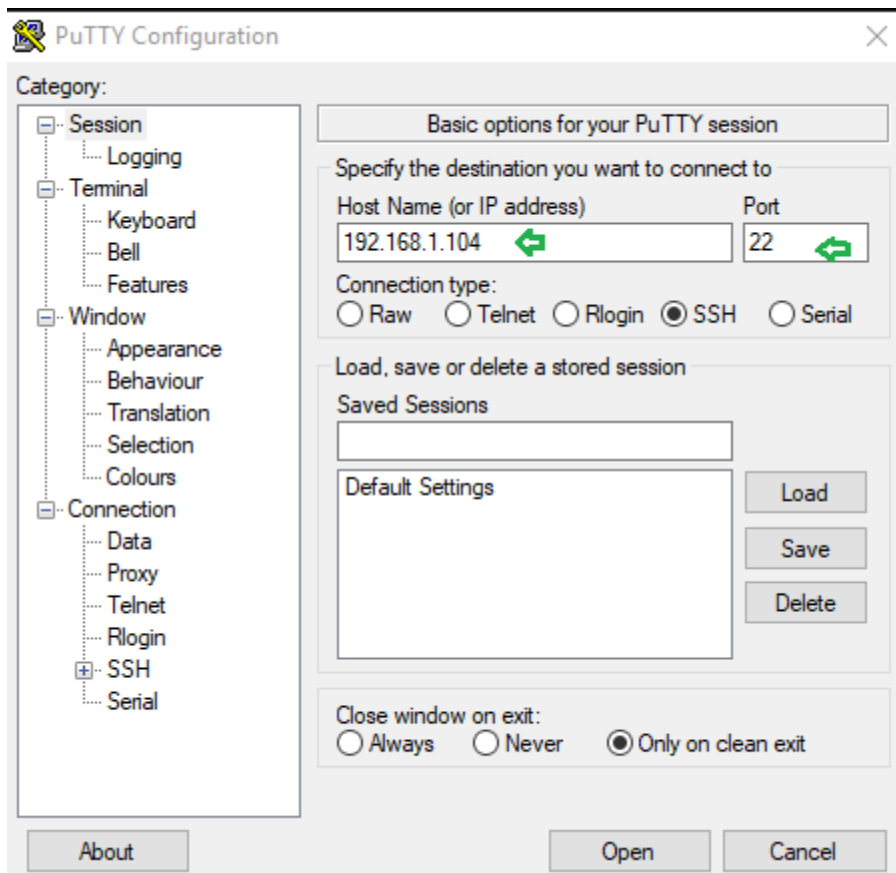 PuTTY Configuration
Category:
Session
Logging
Terminal
Keyboard
Bell
Features
Window
Appearance
Behaviour
Translation
Selection
Colours
Connection
Data
Proxy
Telnet
Rlogin
SSH
Serial
Basic options for your PuTTY session
Specify the destination you want to connect to
Host Name (or IP address) Port
192.168.1.104 22
Connection type:
Raw Telnet Rlogin SSH Serial
Load, save or delete a stored session
Saved Sessions
Default Settings
Load
Save
Delete
Close window on exit:
Always Never Only on clean exit
About Open Cancel